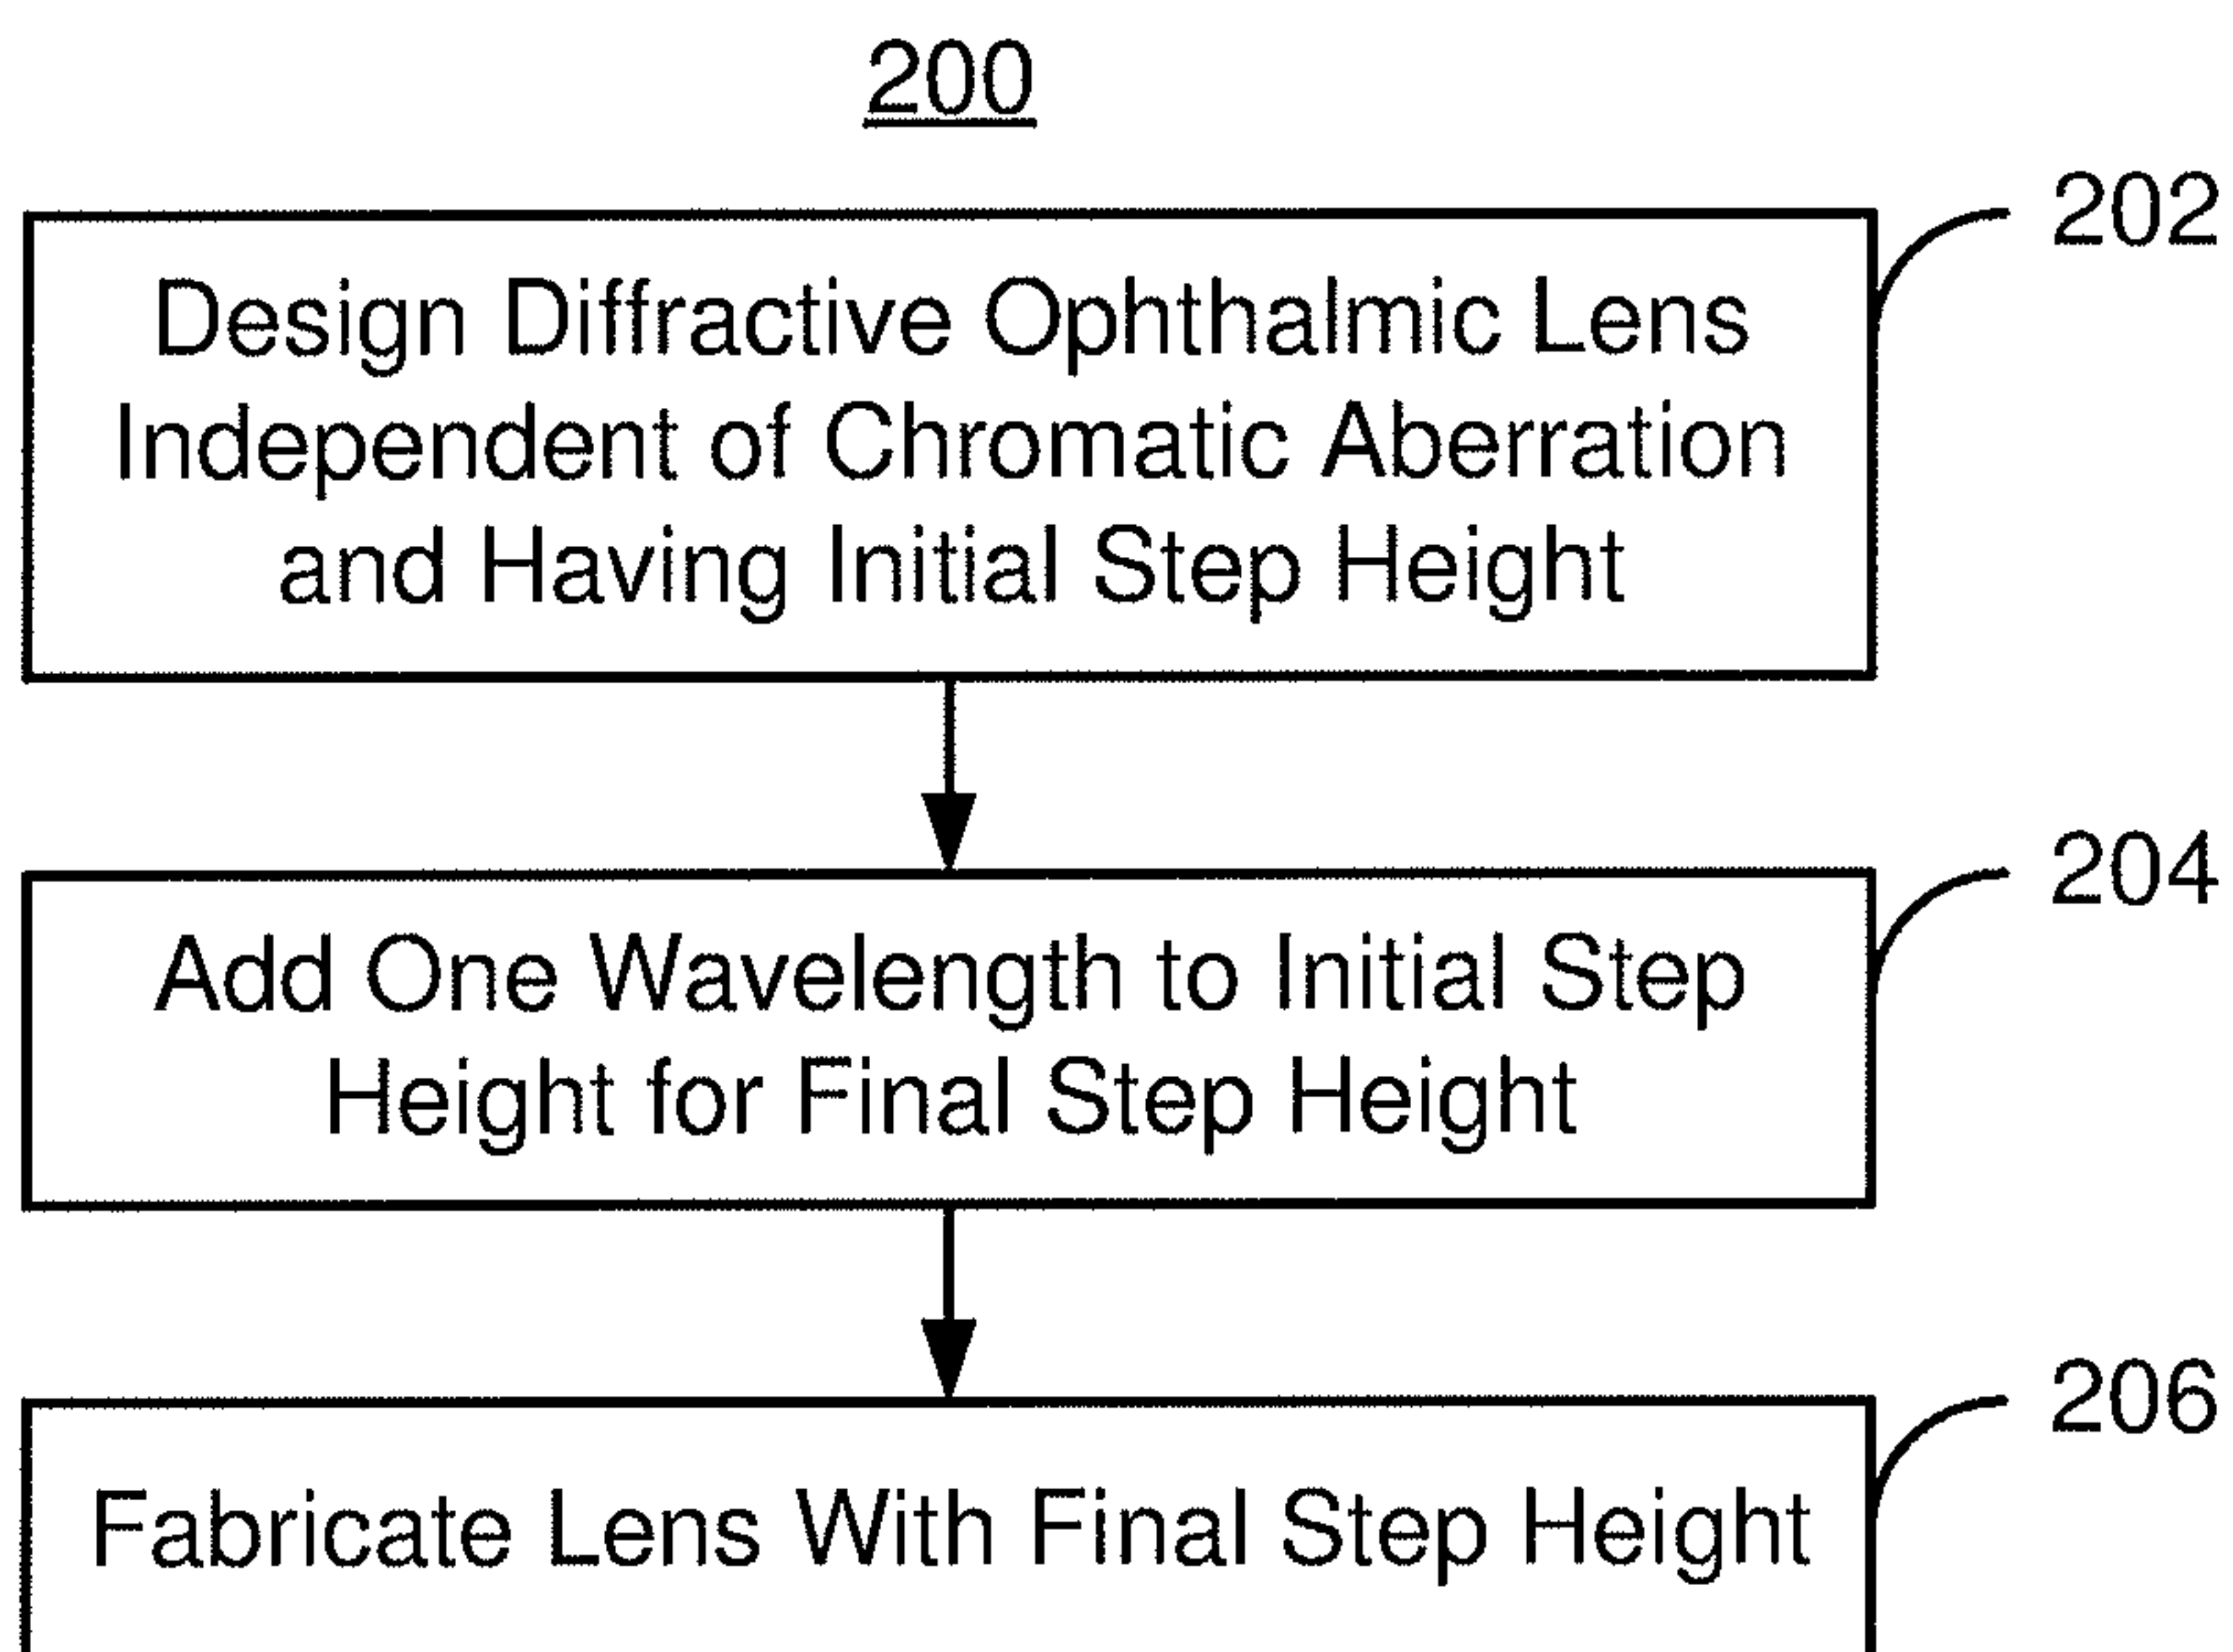 200
202
Design Diffractive Ophthalmic Lens
Independent of Chromatic Aberration
and Having Initial Step Height
204
Add One Wavelength to Initial Step
Height for Final Step Height
206
Fabricate Lens With Final Step Height